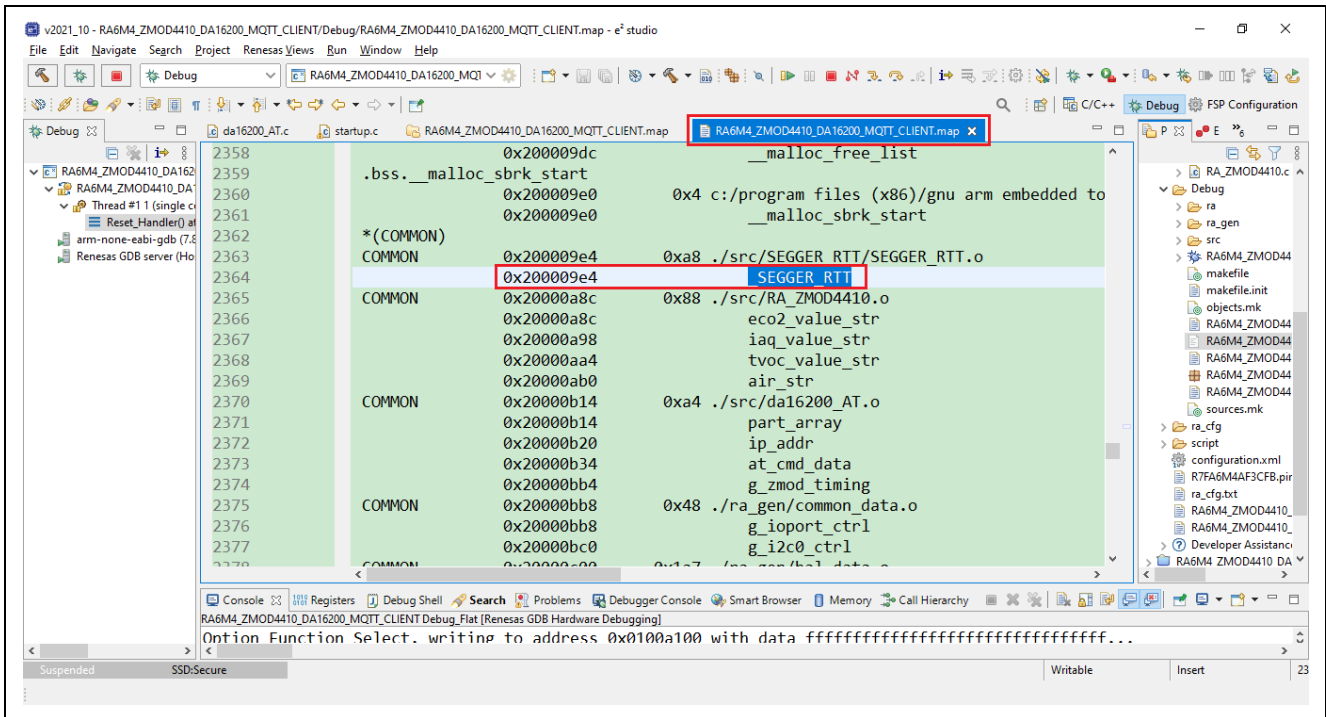 v2021_10 - RA6M4_ZMOD4410_DA16200_MQTT_CLIENT/Debug/RA6M4_ZMOD4410_DA16200_MQTT_CLIENT.map - e² studio
File Edit Navigate Search Project Renesas Views Run Window Help
Debug RA6M4_ZMOD4410_DA16200_MQ1
C/C++ Debug FSP Configuration
Debug da16200_AT.c startup.c RA6M4_ZMOD4410_DA16200_MQTT_CLIENT.map RA6M4_ZMOD4410_DA16200_MQTT_CLIENT.map P E
RA6M4_ZMOD4410_DA162
RA6M4_ZMOD4410_DA1
Thread #1 1 (single co
Reset_Handler() at
arm-none-eabi-gdb (7.8
Renesas GDB server (Ho
2358 0x200009dc __malloc_free_list
2359 .bss.__malloc_sbrk_start
2360 0x200009e0 0x4 c:/program files (x86)/gnu arm embedded to
2361 0x200009e0 __malloc_sbrk_start
2362 *(COMMON)
2363 COMMON 0x200009e4 0xa8 ./src/SEGGER_RTT/SEGGER_RTT.o
2364 0x200009e4 _SEGGER_RTT
2365 COMMON 0x20000a8c 0x88 ./src/RA_ZMOD4410.o
2366 0x20000a8c eco2_value_str
2367 0x20000a98 iaq_value_str
2368 0x20000aa4 tvoc_value_str
2369 0x20000ab0 air_str
2370 COMMON 0x20000b14 0xa4 ./src/da16200_AT.o
2371 0x20000b14 part_array
2372 0x20000b20 ip_addr
2373 0x20000b34 at_cmd_data
2374 0x20000bb4 g_zmod_timing
2375 COMMON 0x20000bb8 0x48 ./ra_gen/common_data.o
2376 0x20000bb8 g_ioport_ctrl
2377 0x20000bc0 g_i2c0_ctrl
RA_ZMOD4410.c
Debug
ra
ra_gen
src
RA6M4_ZMOD44
makefile
makefile.init
objects.mk
RA6M4_ZMOD44
RA6M4_ZMOD44
RA6M4_ZMOD44
RA6M4_ZMOD44
RA6M4_ZMOD44
sources.mk
ra_cfg
script
configuration.xml
R7FA6M4AF3CFB.pin
ra_cfg.txt
RA6M4_ZMOD4410_
RA6M4_ZMOD4410_
Developer Assistance
RA6M4 ZMOD4410 DA
Console Registers Debug Shell Search Problems Debugger Console Smart Browser Memory Call Hierarchy
RA6M4_ZMOD4410_DA16200_MQTT_CLIENT Debug_Flat [Renesas GDB Hardware Debugging]
Option Function Select, writing to address 0x0100a100 with data ffffffffffffffffffffffffffffffff...
Suspended SSD:Secure Writable Insert 23